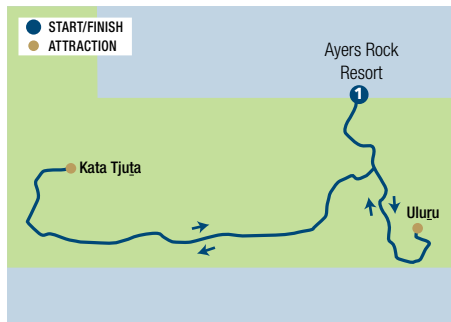 START/FINISH
ATTRACTION
Ayers Rock
Resort
1
Kata Tjuṯa
Uluṟu